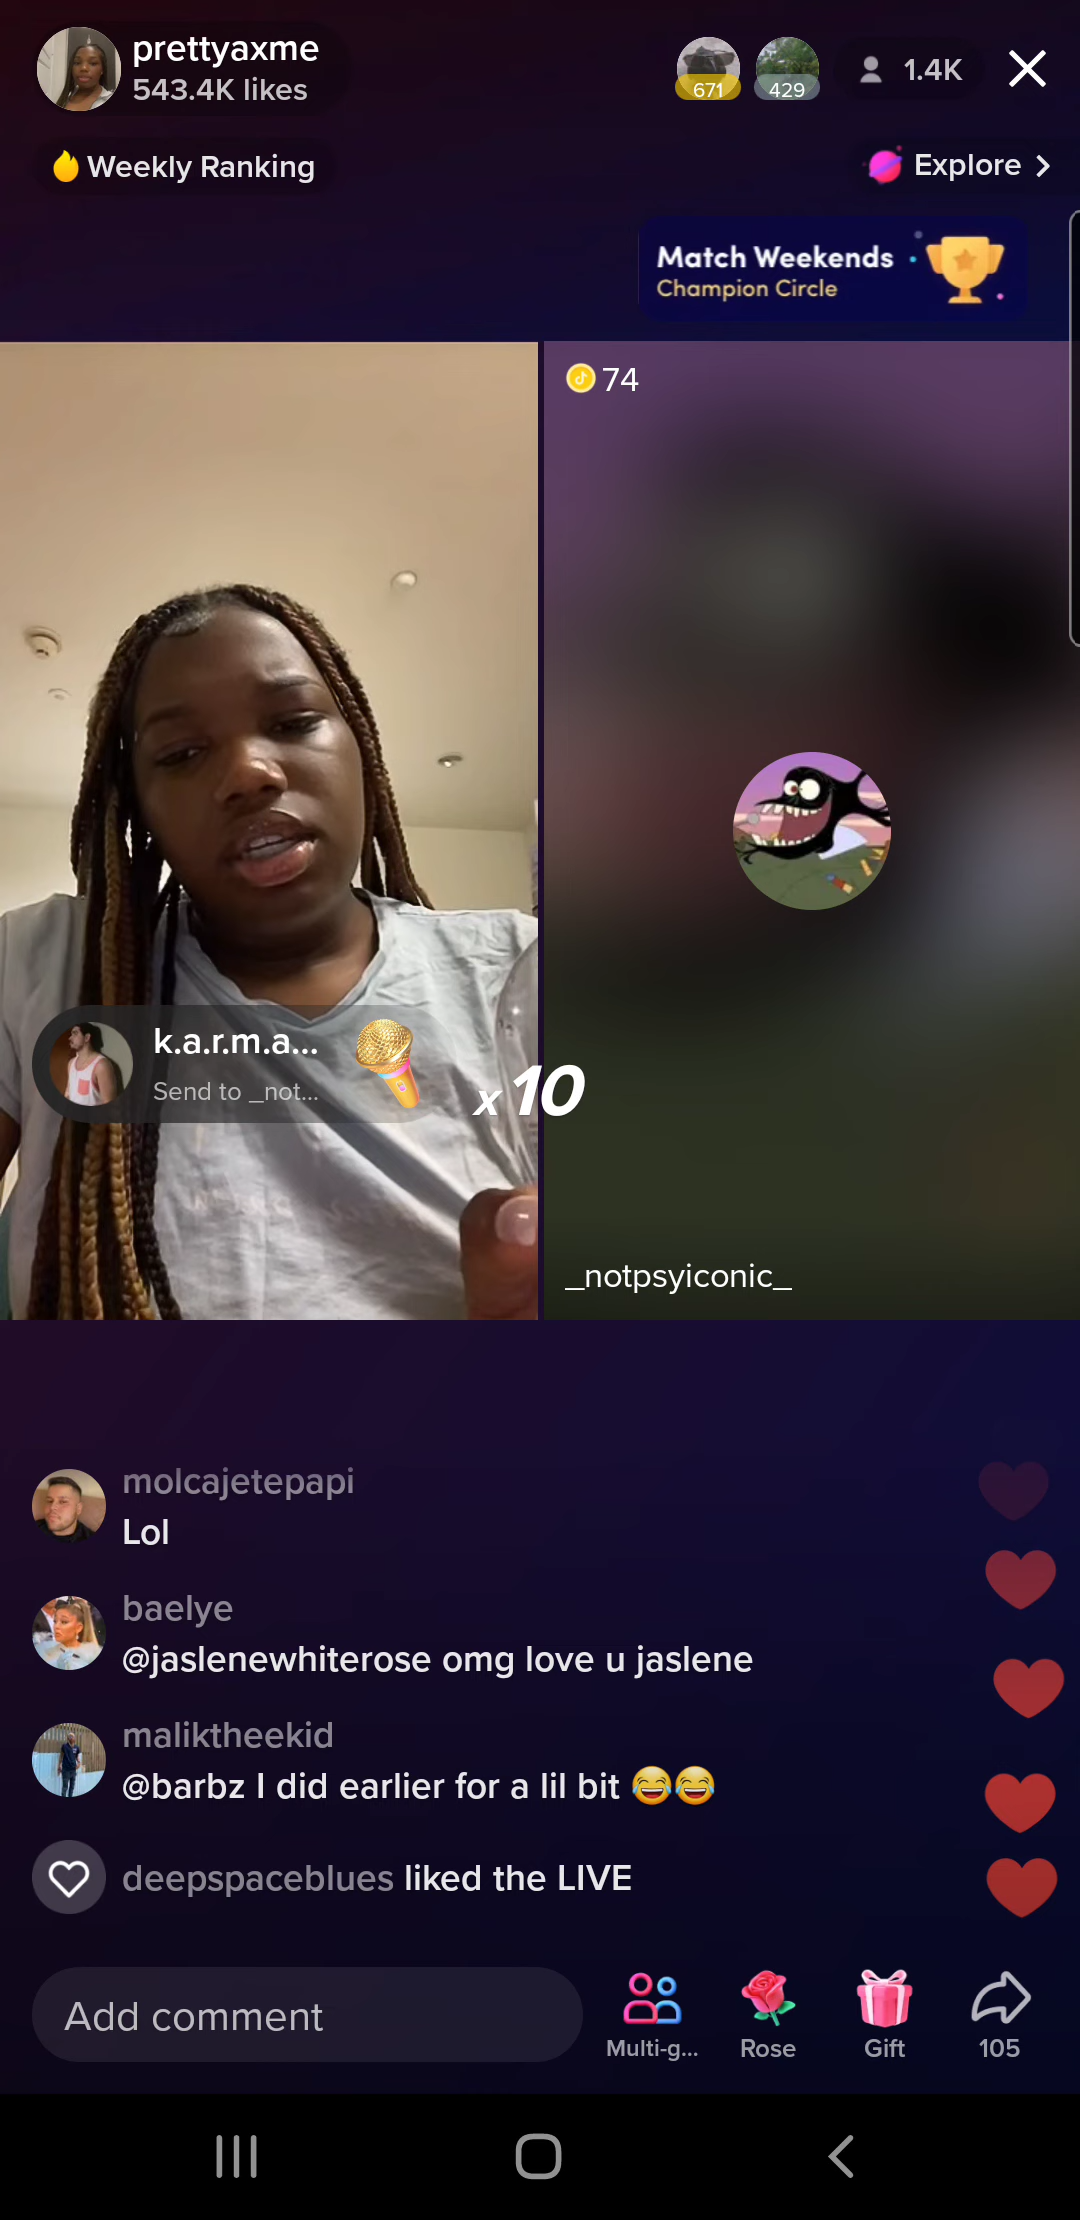 prettyaxme
543.4K likes
671
429
1.4K
Weekly Ranking
Explore
Match Weekends
Champion Circle
74
k.a.r.m.a...
Send to _not...
x10
_notpsyiconic_
molcajetepapi
Lol
baelye
@jaslenewhiterose omg love u jaslene
maliktheekid
@barbz I did earlier for a lil bit 😂😂
deepspaceblues liked the LIVE
Add comment
Multi-g...
Rose
Gift
105